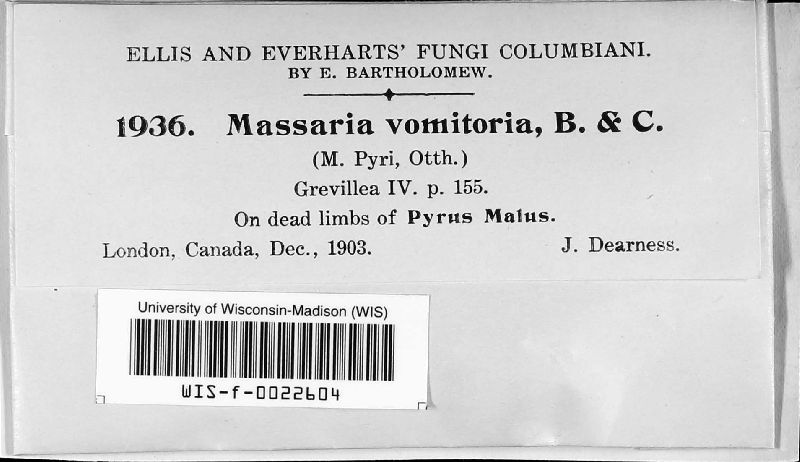 ELLIS AND EVERHARTS' FUNGI COLUMBIANI.
BY E. BARTHOLOMEW.
1936. Massaria vomitoria, B. & C.
(M. Pyri, Otth.)
Grevillea IV. p. 155.
On dead limbs of Pyrus Malus.
London, Canada, Dec., 1903. J. Dearness.
University of Wisconsin-Madison (WIS)
WIS-f-0022604